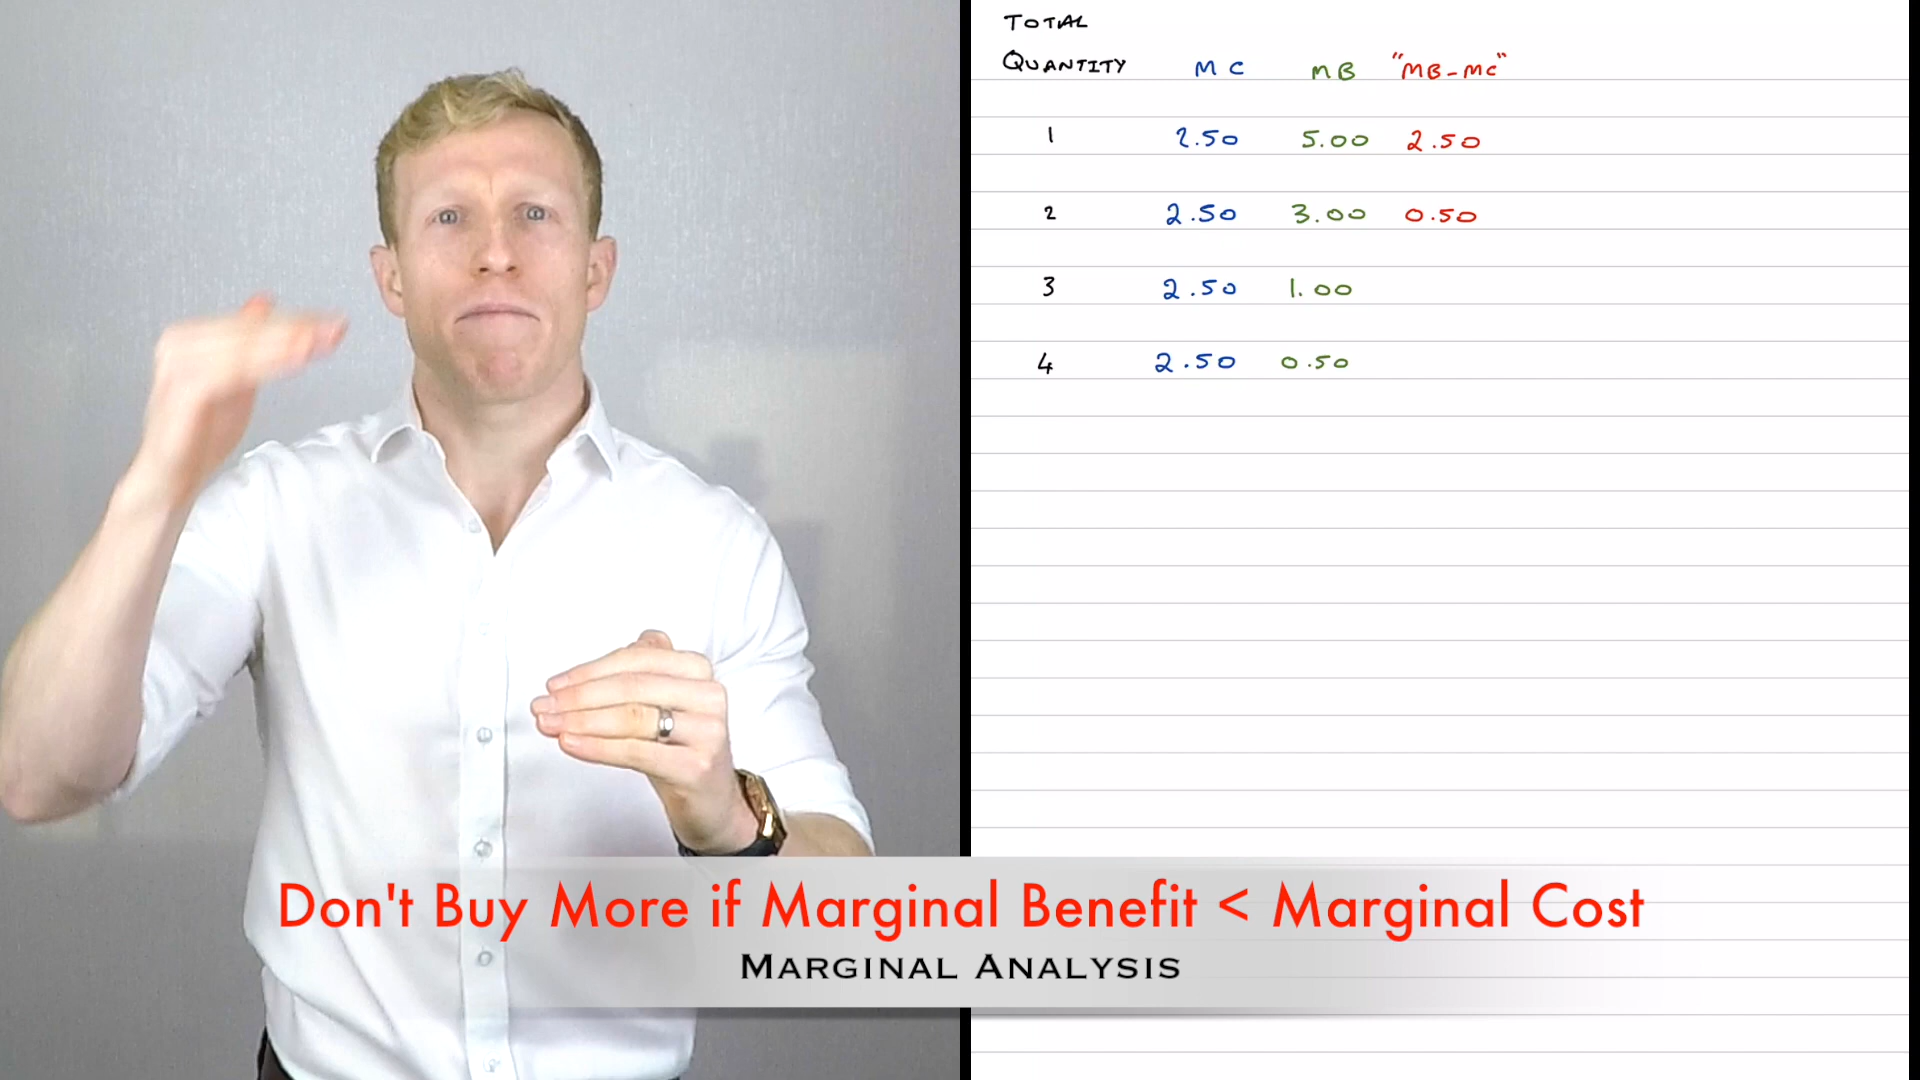 TOTAL
QUANTITY MC MB "MB-MC"
1 2.50 5.00 2.50
2 2.50 3.00 0.50
3 2.50 1.00
4 2.50 0.50
Don't Buy More if Marginal Benefit < Marginal Cost
MARGINAL ANALYSIS